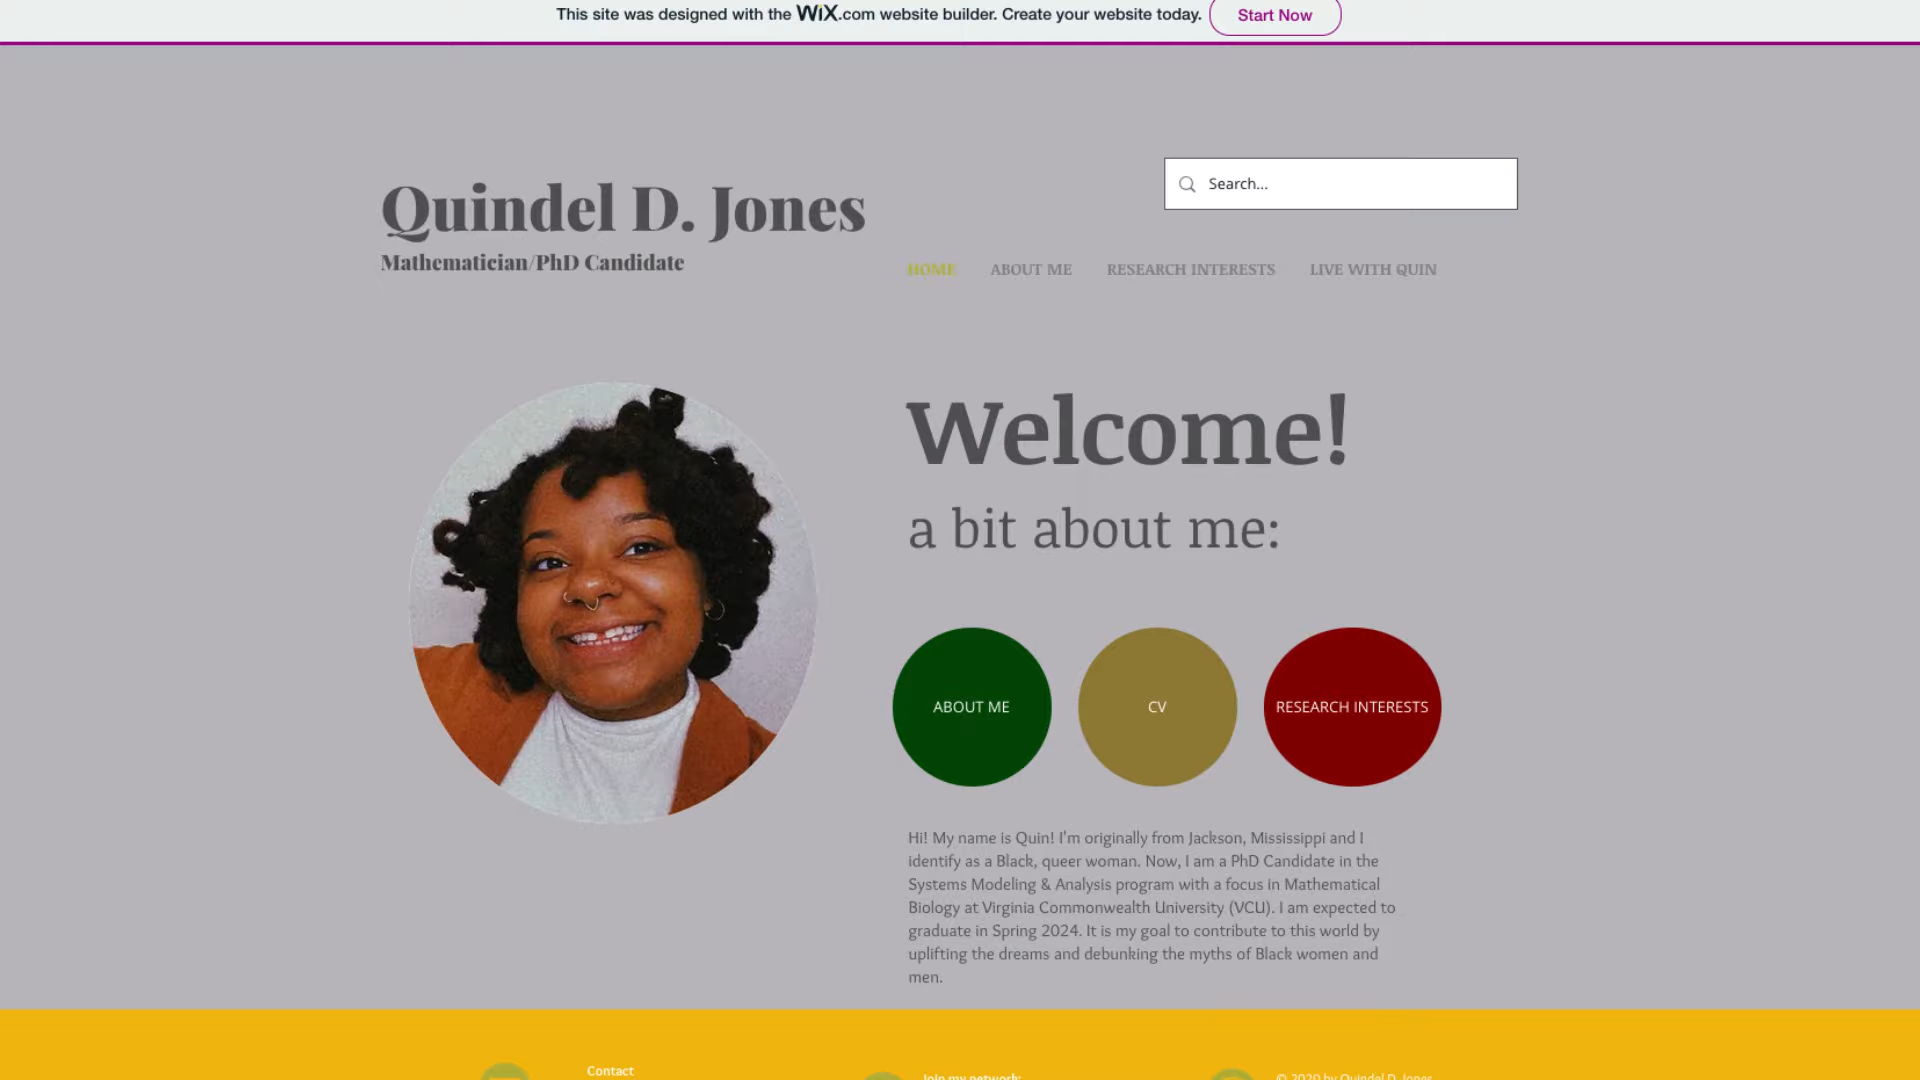 This site was designed with the WiX.com website builder. Create your website today.
Start Now
Quindel D. Jones
Mathematician/PhD Candidate
Search...
HOME
ABOUT ME
RESEARCH INTERESTS
LIVE WITH QUIN
Welcome!
a bit about me:
ABOUT ME
CV
RESEARCH INTERESTS
Hi! My name is Quin! I'm originally from Jackson, Mississippi and I
identify as a Black, queer woman. Now, I am a PhD Candidate in the
Systems Modeling & Analysis program with a focus in Mathematical
Biology at Virginia Commonwealth University (VCU). I am expected to
graduate in Spring 2024. It is my goal to contribute to this world by
uplifting the dreams and debunking the myths of Black women and
men.
Contact
Join my network:
© 2020 by Quindel D. Jones